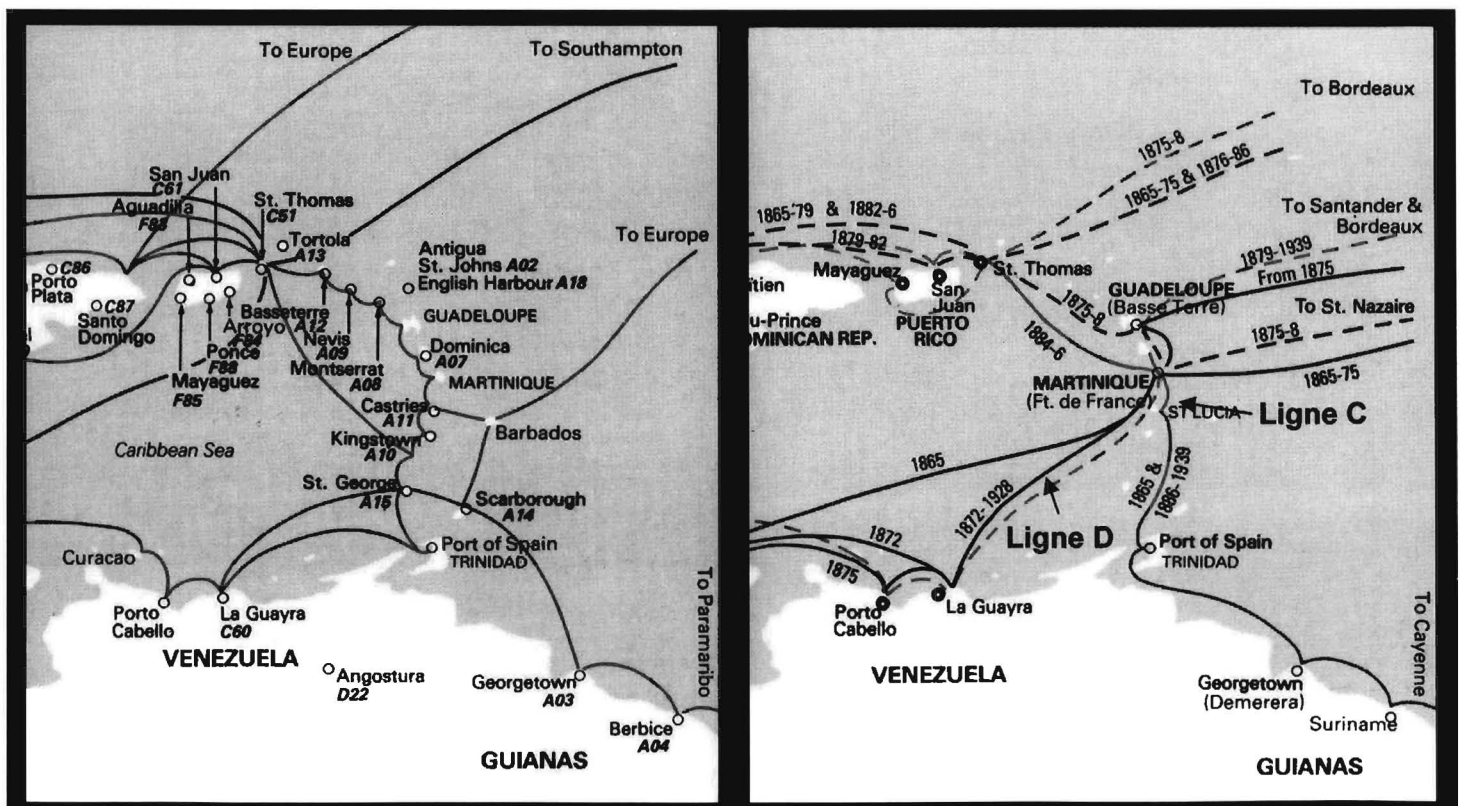 To Europe
To Southampton
San Juan
C61
Aguadilla
F83
St. Thomas
C51
Tortola
A13
Antigua
St. Johns A02
English Harbour A18
To Europe
C86
Porto
Plata
C87
Santo
Domingo
Arroyo
F84
Ponce
F88
Mayaguez
F85
Basseterre
A12
Nevis
A09
Montserrat
A08
GUADELOUPE
Dominica
A07
MARTINIQUE
Castries
A11
Kingstown
A10
Barbados
Caribbean Sea
St. George
A15
Scarborough
A14
Port of Spain
TRINIDAD
Curacao
Porto
Cabello
La Guayra
C60
VENEZUELA
Angostura
D22
Georgetown
A03
Berbice
A04
GUIANAS
To Paramaribo
To Bordeaux
1875-8
1865-75 & 1876-86
To Santander &
Bordeaux
1879-1939
From 1875
1865-79 & 1882-6
1879-82
Mayaguez
San
Juan
St. Thomas
PUERTO
RICO
îtien
u-Prince
OMINICAN REP.
GUADELOUPE
(Basse Terre)
1875-8
1884-6
To St. Nazaire
1875-8
1865-75
MARTINIQUE
(Ft. de France)
ST LUCIA
Ligne C
1865
1872-1928
1865 &
1886-1939
Ligne D
1872
1875
Port of Spain
TRINIDAD
Porto
Cabello
La Guayra
VENEZUELA
Georgetown
(Demerera)
Suriname
GUIANAS
To Cayenne